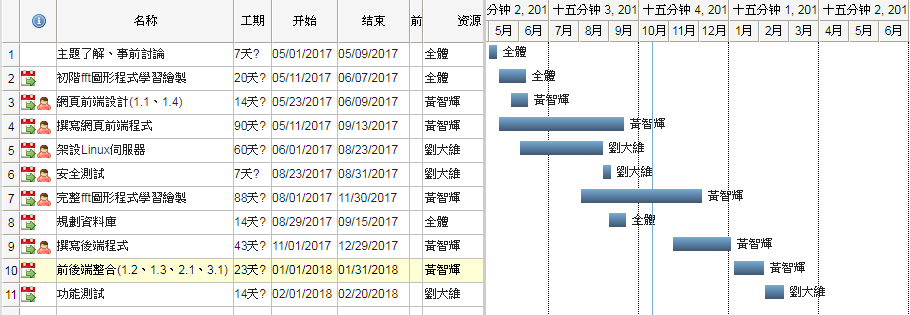 名称 工期 开始 结束 前 资源 分钟 2, 201 十五分钟 3, 201 十五分钟 4, 201 十五分钟 1, 201 十五分钟 2, 201
5月 6月 7月 8月 9月 10月 11月 12月 1月 2月 3月 4月 5月 6月
1 主題了解、事前討論 7天? 05/01/2017 05/09/2017 全體 全體
2 初階fft圖形程式學習繪製 20天? 05/11/2017 06/07/2017 全體 全體
3 網頁前端設計(1.1、1.4) 14天? 05/23/2017 06/09/2017 黃智輝 黃智輝
4 撰寫網頁前端程式 90天? 05/11/2017 09/13/2017 黃智輝 黃智輝
5 架設Linux伺服器 60天? 06/01/2017 08/23/2017 劉大維 劉大維
6 安全測試 7天? 08/23/2017 08/31/2017 劉大維 劉大維
7 完整fft圖形程式學習繪製 88天? 08/01/2017 11/30/2017 黃智輝 黃智輝
8 規劃資料庫 14天? 08/29/2017 09/15/2017 全體 全體
9 撰寫後端程式 43天? 11/01/2017 12/29/2017 黃智輝 黃智輝
10 前後端整合(1.2、1.3、2.1、3.1) 23天? 01/01/2018 01/31/2018 黃智輝 黃智輝
11 功能測試 14天? 02/01/2018 02/20/2018 劉大維 劉大維